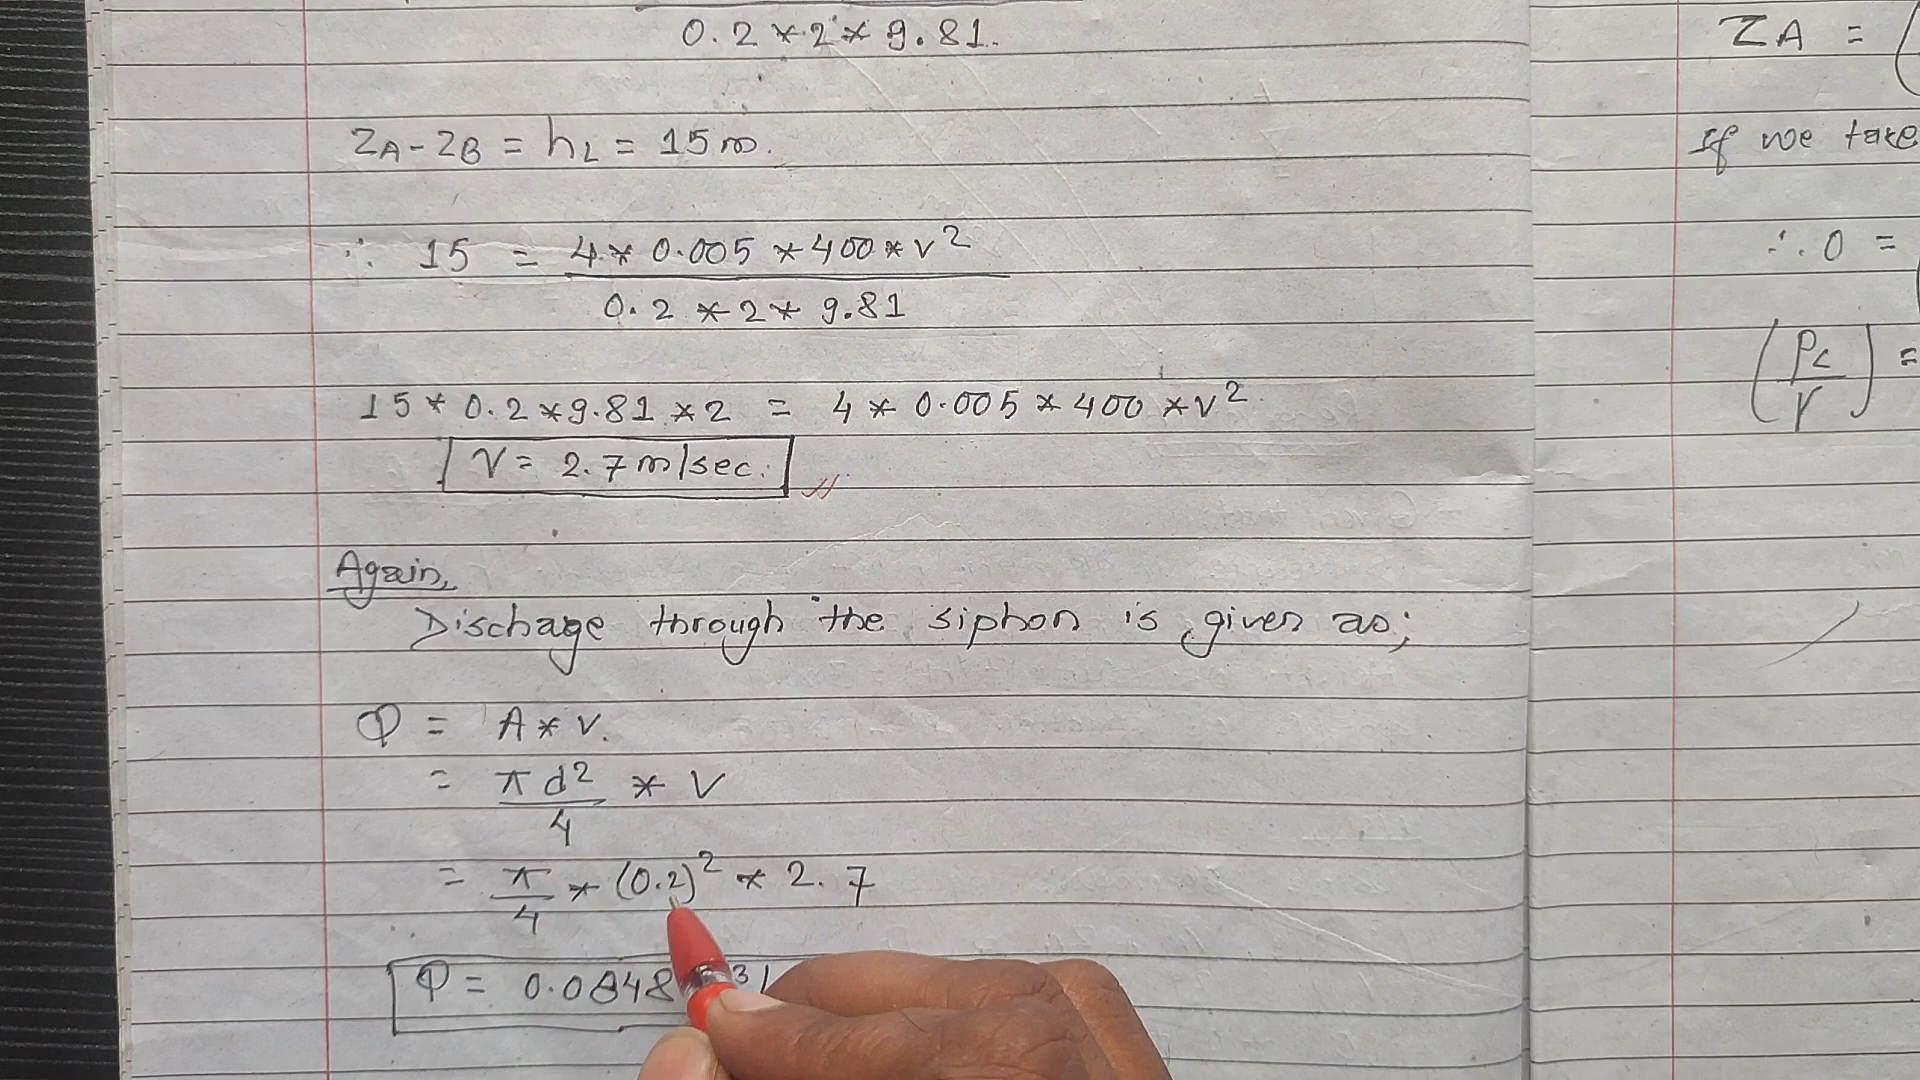 0.2 * 2 * 9.81.
ZA - ZB = hL = 15 m.
∴ 15 = 4 * 0.005 * 400 * v²
0.2 * 2 * 9.81
15 * 0.2 * 9.81 * 2 = 4 * 0.005 * 400 * v²
V = 2.7 m/sec.
Again,
Dischage through the siphon is given as;
Q = A * V.
= πd² * V
4
= π * (0.2)² * 2.7
4
Q = 0.0848
ZA =
If we take
∴ 0 =
(Pc
r) =